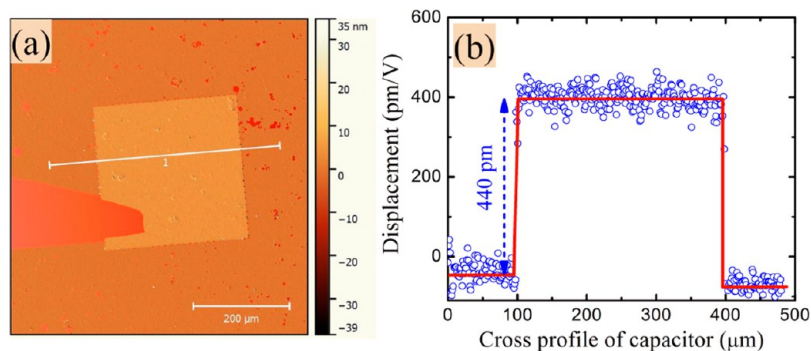 (a)
35 nm
30
20
10
0
−10
−20
−30
−39
1
200 µm
(b)
600
400
200
0
Displacement (pm/V)
440 pm
0 100 200 300 400 500
Cross profile of capacitor (µm)